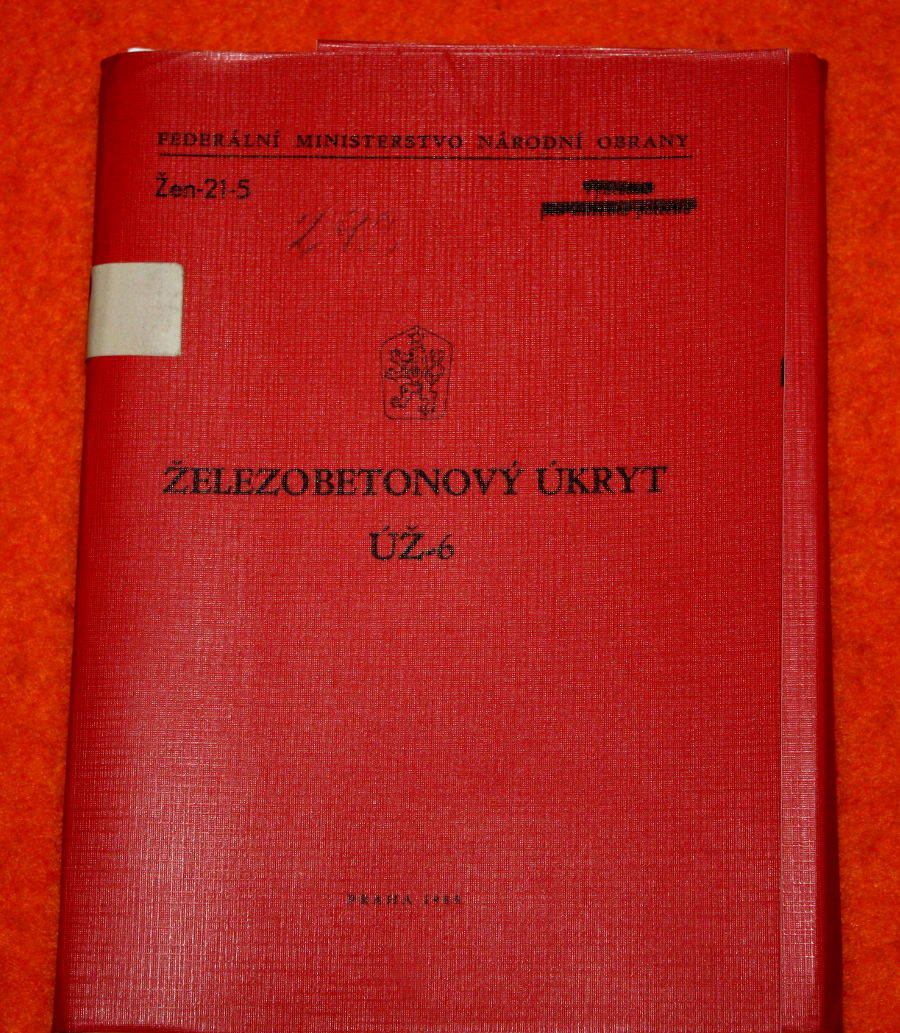 FEDERÁLNÍ MINISTERSTVO NÁRODNÍ OBRANY
Žen-21-5
ŽELEZOBETONOVÝ ÚKRYT
ÚŽ-6
PRAHA